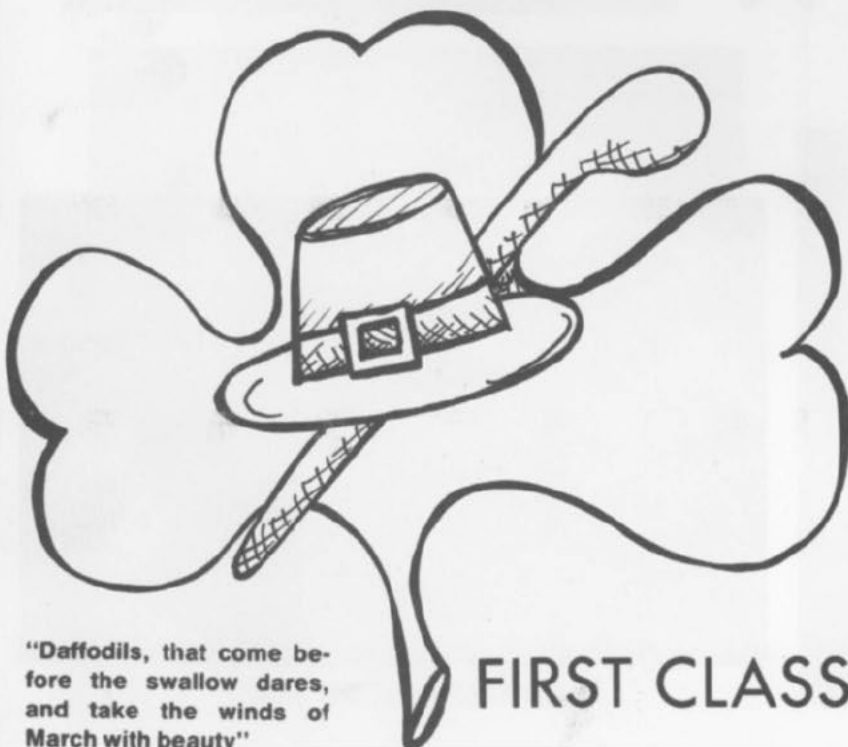 "Daffodils, that come be-
fore the swallow dares,
and take the winds of
March with beauty"
FIRST CLASS